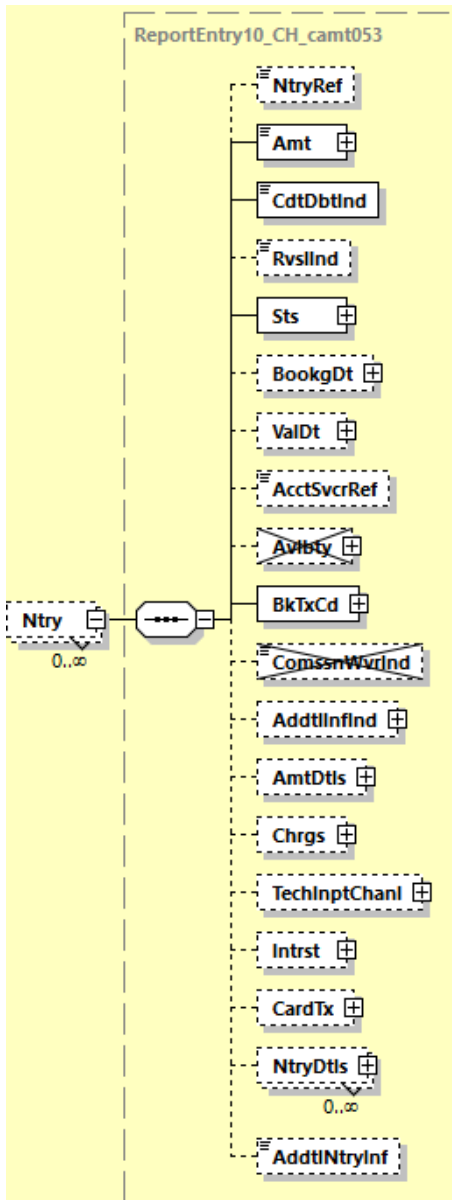 ReportEntry10_CH_camt053
NtryRef
Amt
CdtDbtInd
RvslInd
Sts
BookgDt
ValDt
AcctSvcrRef
Avlbty
Ntry
0..∞
BkTxCd
ComssnWvrInd
AddtlInfInd
AmtDtls
Chrgs
TechInptChanl
Intrst
CardTx
NtryDtls
0..∞
AddtlNtryInf